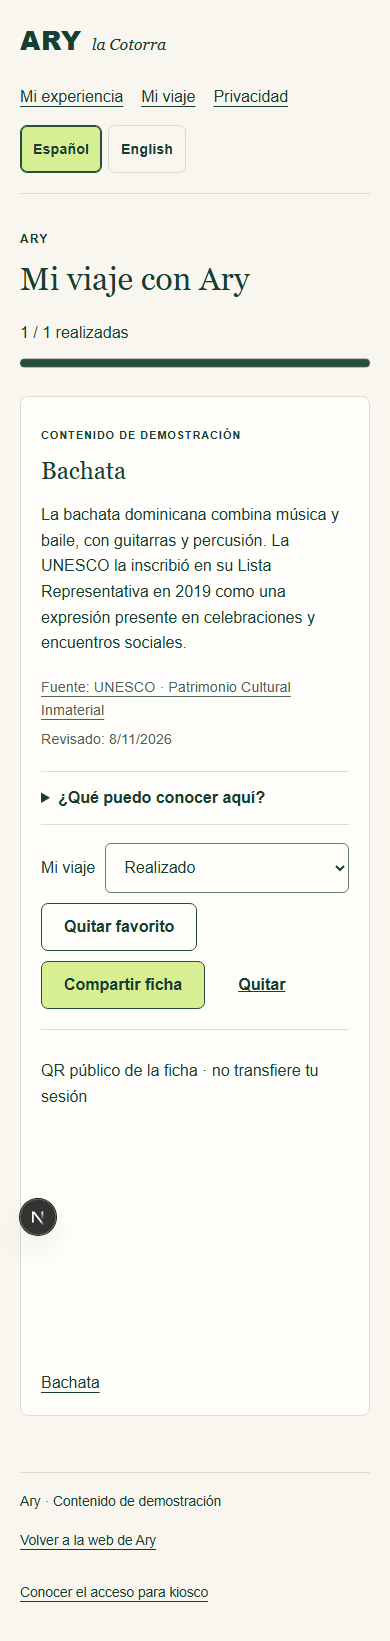 ARY la Cotorra
Mi experiencia Mi viaje Privacidad
Español English
ARY
Mi viaje con Ary
1 / 1 realizadas
CONTENIDO DE DEMOSTRACIÓN
Bachata
La bachata dominicana combina música y
baile, con guitarras y percusión. La
UNESCO la inscribió en su Lista
Representativa en 2019 como una
expresión presente en celebraciones y
encuentros sociales.
Fuente: UNESCO · Patrimonio Cultural
Inmaterial
Revisado: 8/11/2026
¿Qué puedo conocer aquí?
Mi viaje Realizado
Quitar favorito
Compartir ficha Quitar
QR público de la ficha · no transfiere tu
sesión
N
Bachata
Ary · Contenido de demostración
Volver a la web de Ary
Conocer el acceso para kiosco